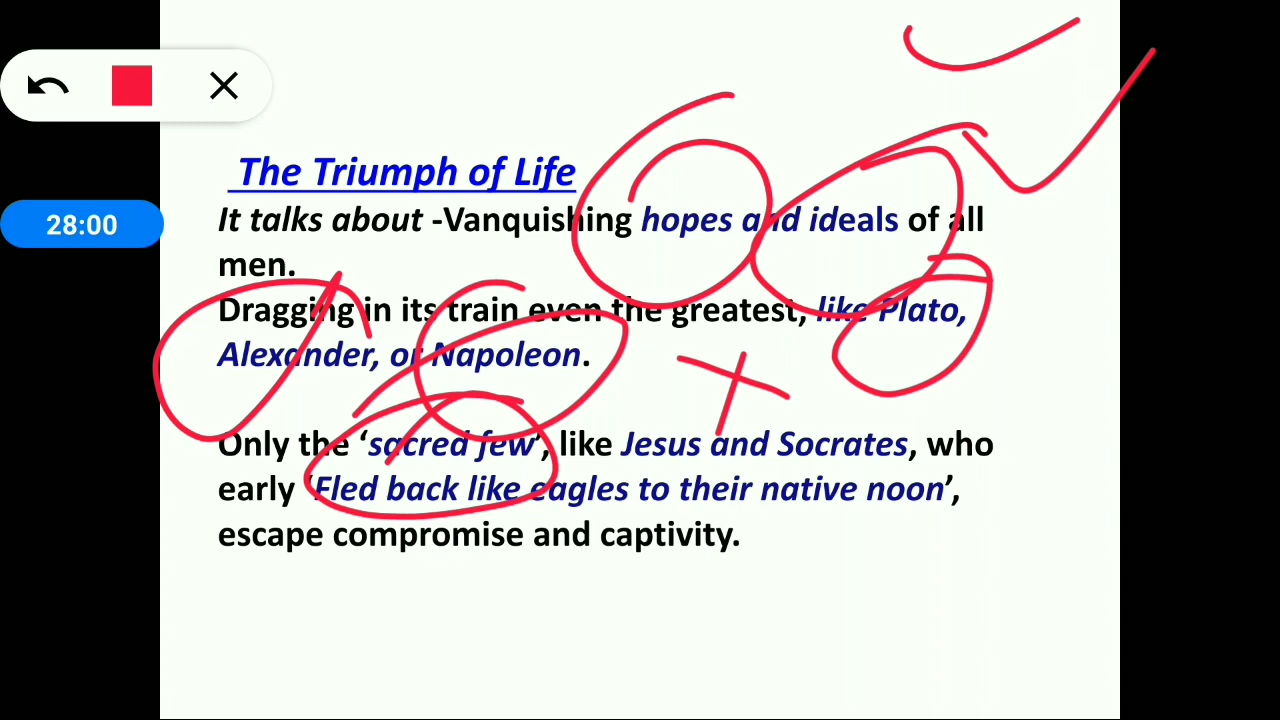 The Triumph of Life
28:00
It talks about -Vanquishing hopes and ideals of all
men.
Dragging in its train even the greatest, like Plato,
Alexander, or Napoleon.
Only the ‘sacred few’, like Jesus and Socrates, who
early ‘Fled back like eagles to their native noon’,
escape compromise and captivity.